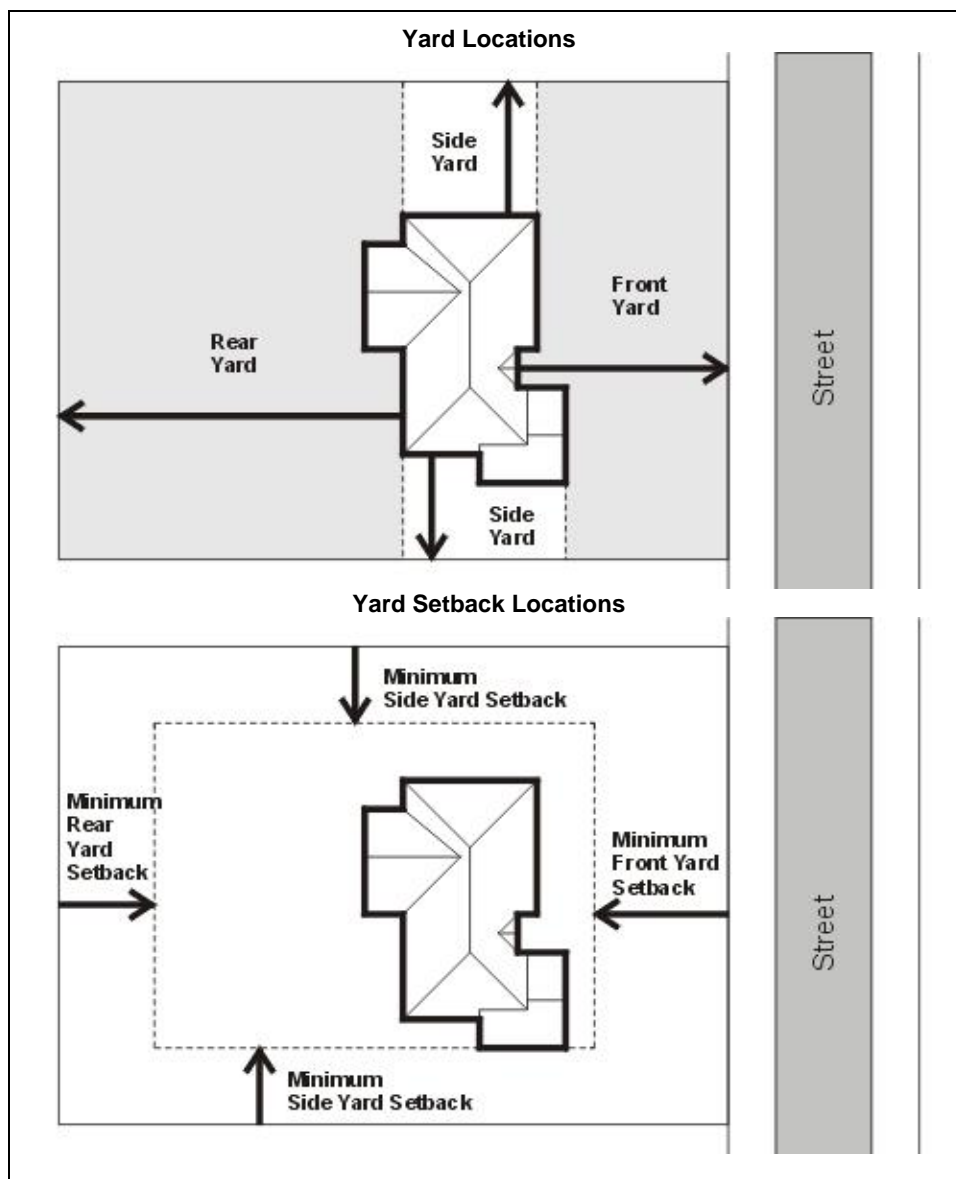 Yard Locations
Side
Yard
Front
Yard
Rear
Yard
Street
Side
Yard
Yard Setback Locations
Minimum
Side Yard Setback
Minimum
Rear
Yard
Setback
Minimum
Front Yard
Setback
Street
Minimum
Side Yard Setback